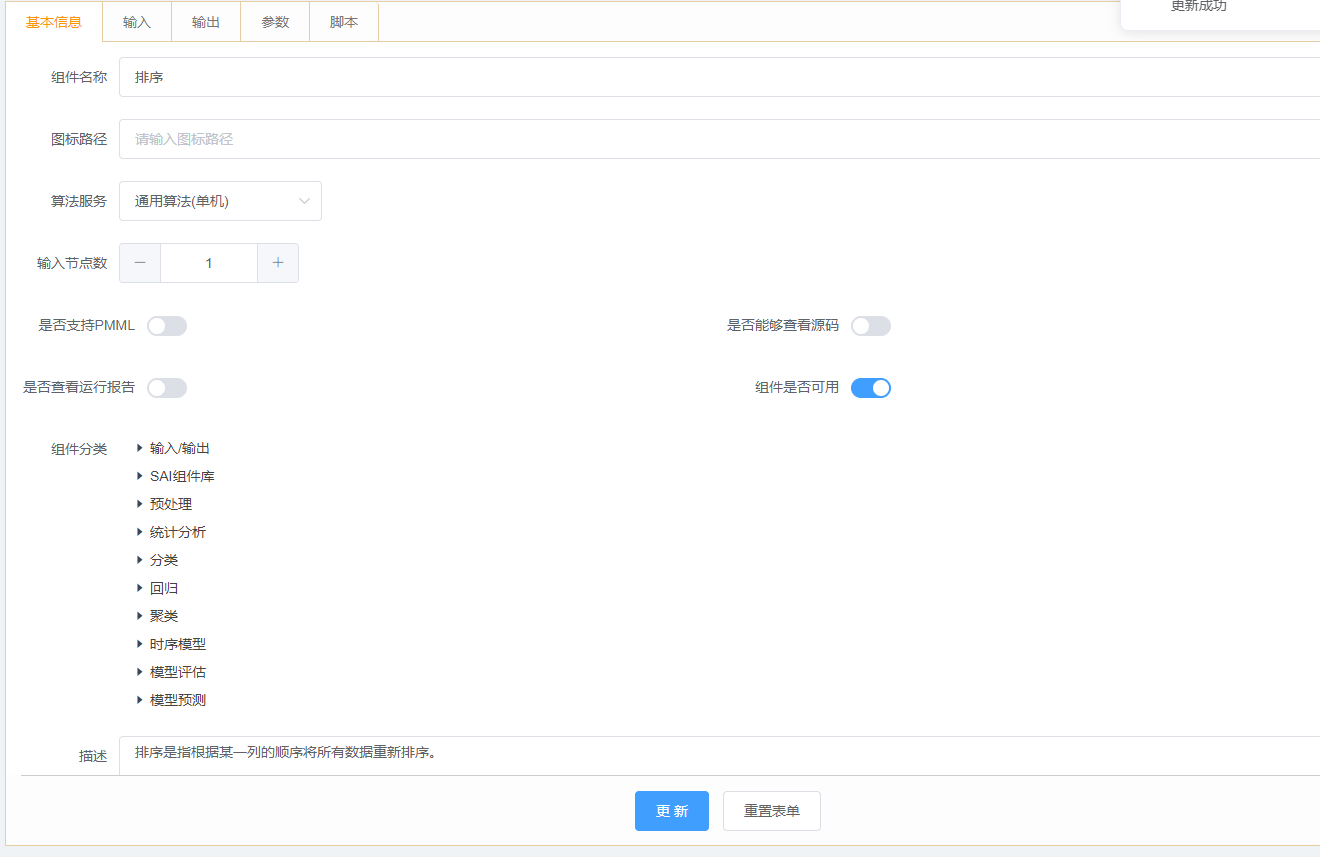 基本信息 输入 输出 参数 脚本
更新成功
组件名称 排序
图标路径 请输入图标路径
算法服务 通用算法(单机)
输入节点数 1
是否支持PMML 是否能够查看源码
是否查看运行报告 组件是否可用
组件分类 输入/输出
SAI组件库
预处理
统计分析
分类
回归
聚类
时序模型
模型评估
模型预测
描述 排序是指根据某一列的顺序将所有数据重新排序。
更新 重置表单